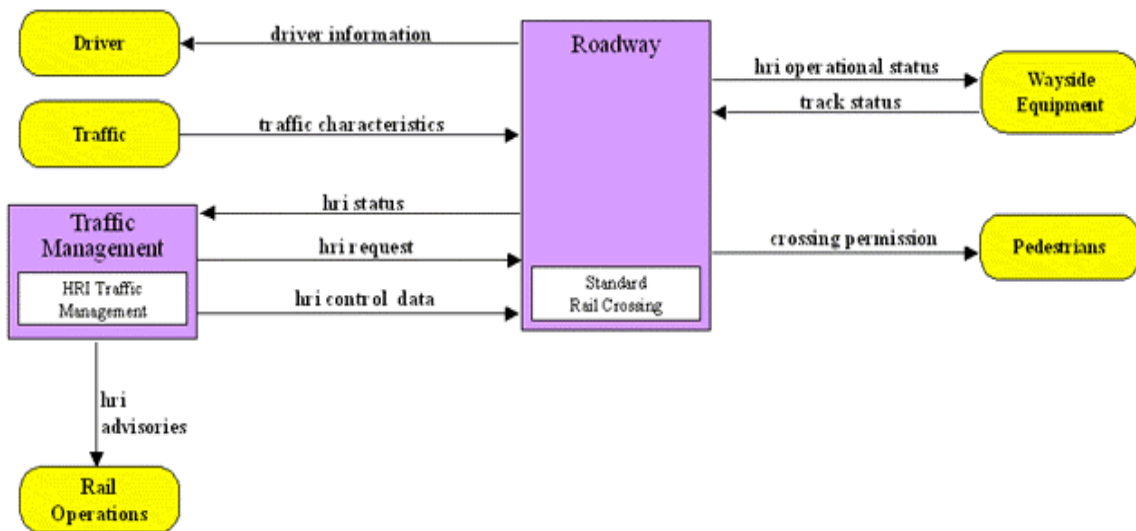 Driver
driver information
Roadway
hri operational status
Wayside
Equipment
track status
Traffic
traffic characteristics
hri status
Traffic
Management
hri request
crossing permission
Pedestrians
HRI Traffic
Management
hri control data
Standard
Rail Crossing
hri
advisories
Rail
Operations